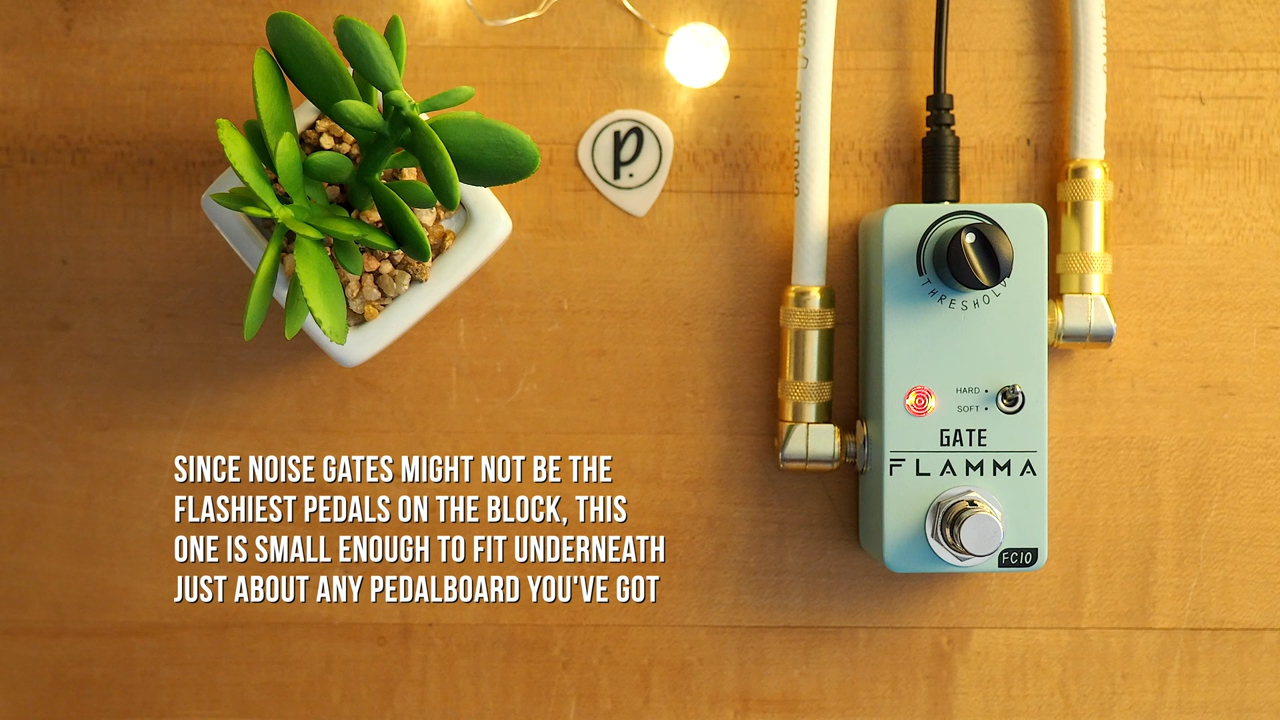 p.
THRESHOLD
HARD
SOFT
GATE
FLAMMA
FC10
SINCE NOISE GATES MIGHT NOT BE THE
FLASHIEST PEDALS ON THE BLOCK, THIS
ONE IS SMALL ENOUGH TO FIT UNDERNEATH
JUST ABOUT ANY PEDALBOARD YOU'VE GOT